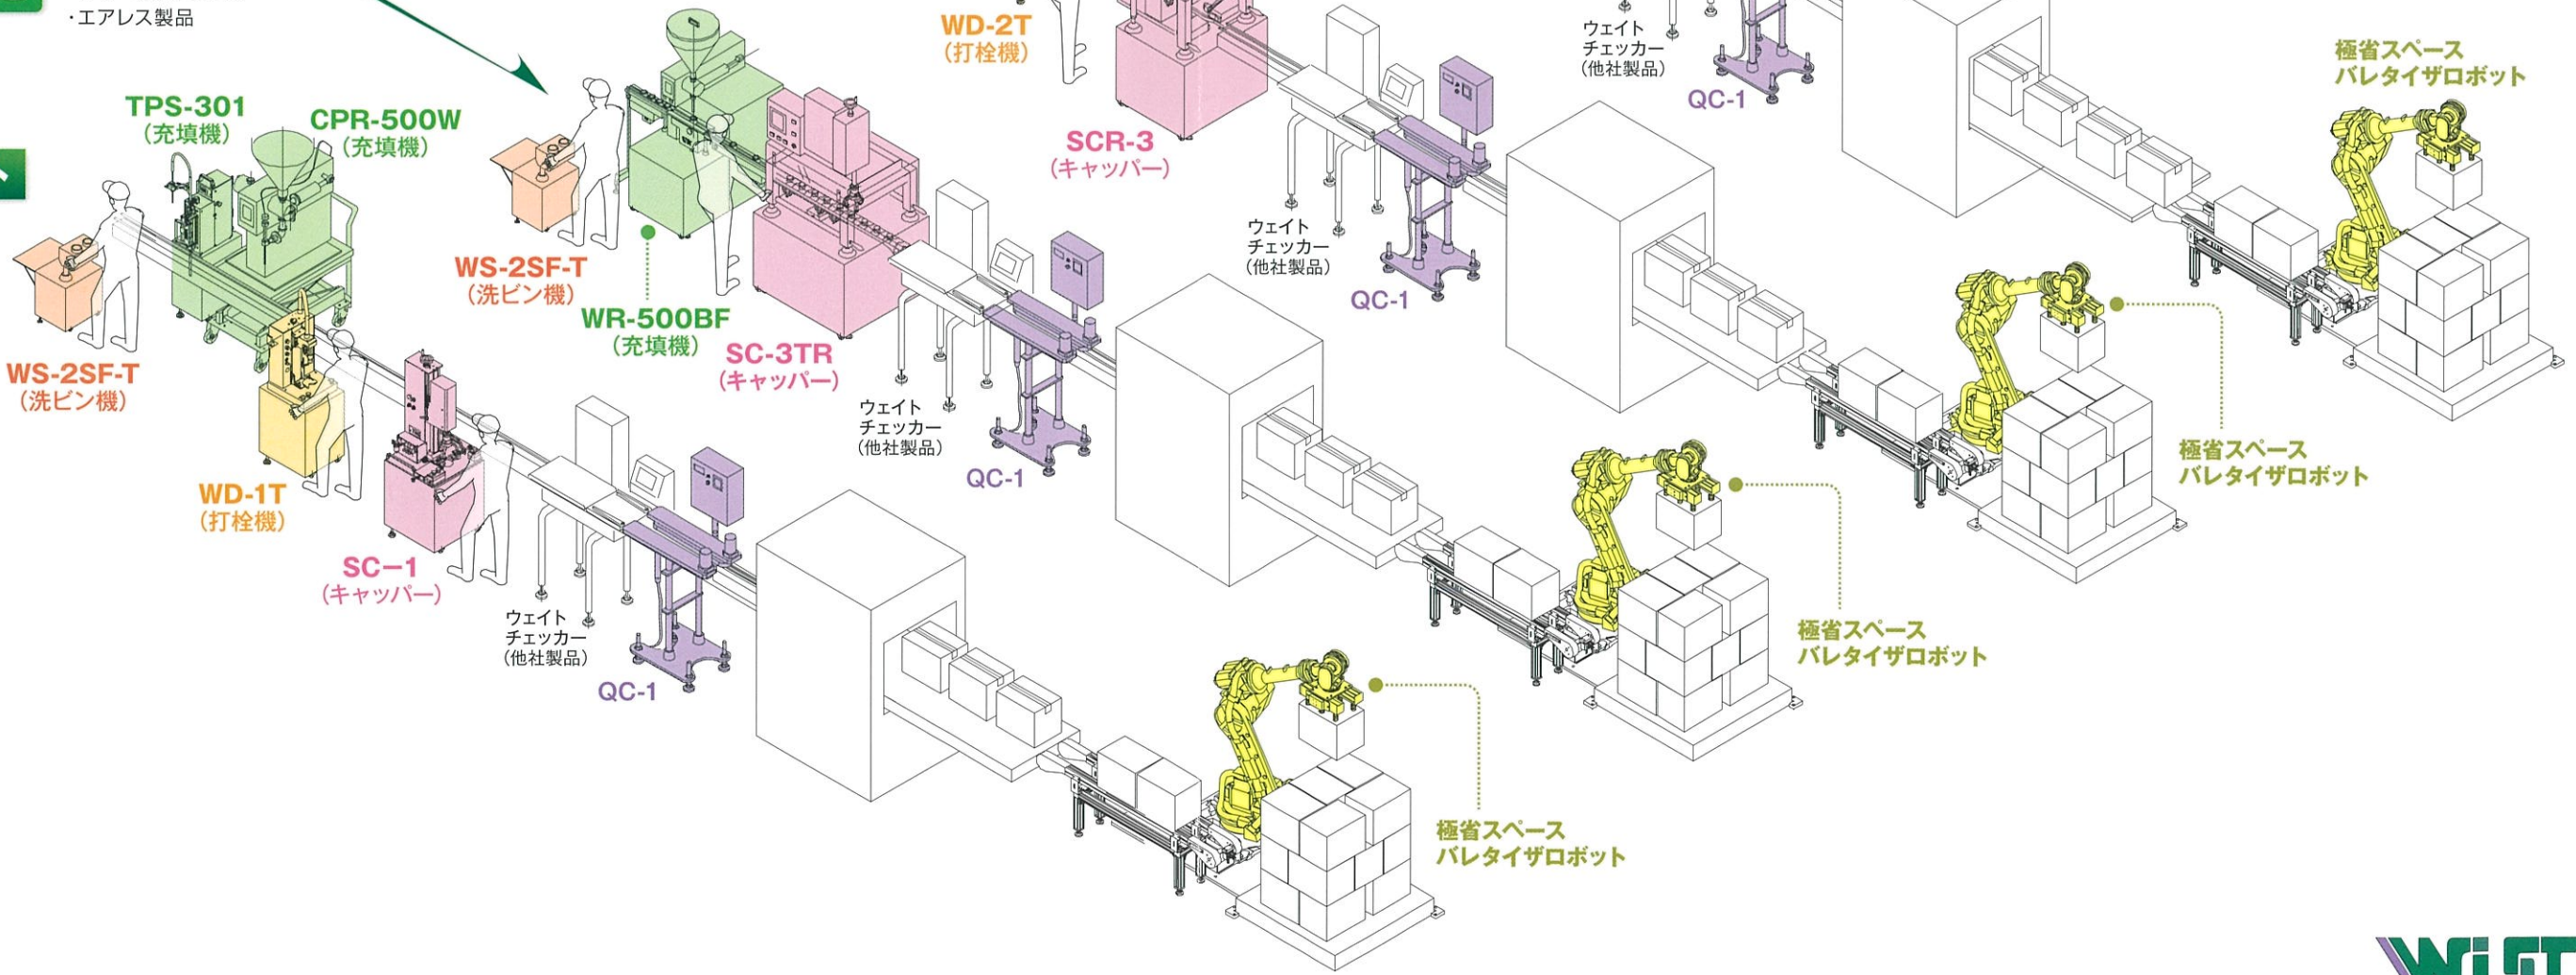 ・エアレス製品
WD-2T
（打栓機）
ウェイト
チェッカー
（他社製品）
QC-1
極省スペース
パレタイザロボット
TPS-301
（充填機）
CPR-500W
（充填機）
SCR-3
（キャッパー）
ウェイト
チェッカー
（他社製品）
QC-1
WS-2SF-T
（洗ビン機）
WR-500BF
（充填機）
SC-3TR
（キャッパー）
ウェイト
チェッカー
（他社製品）
QC-1
極省スペース
パレタイザロボット
WS-2SF-T
（洗ビン機）
WD-1T
（打栓機）
SC−1
（キャッパー）
ウェイト
チェッカー
（他社製品）
QC-1
極省スペース
パレタイザロボット
極省スペース
パレタイザロボット